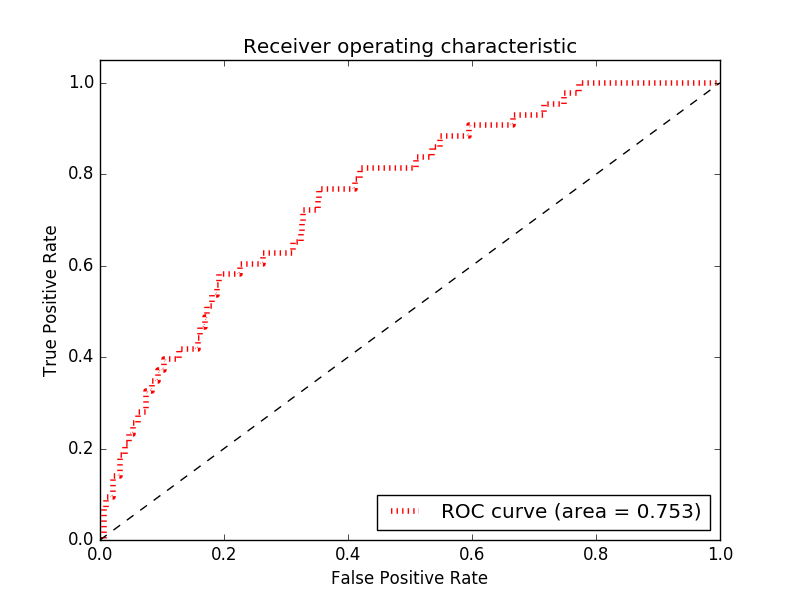 Receiver operating characteristic
1.0
0.8
0.6
0.4
0.2
0.0
True Positive Rate
ROC curve (area = 0.753)
0.0 0.2 0.4 0.6 0.8 1.0
False Positive Rate